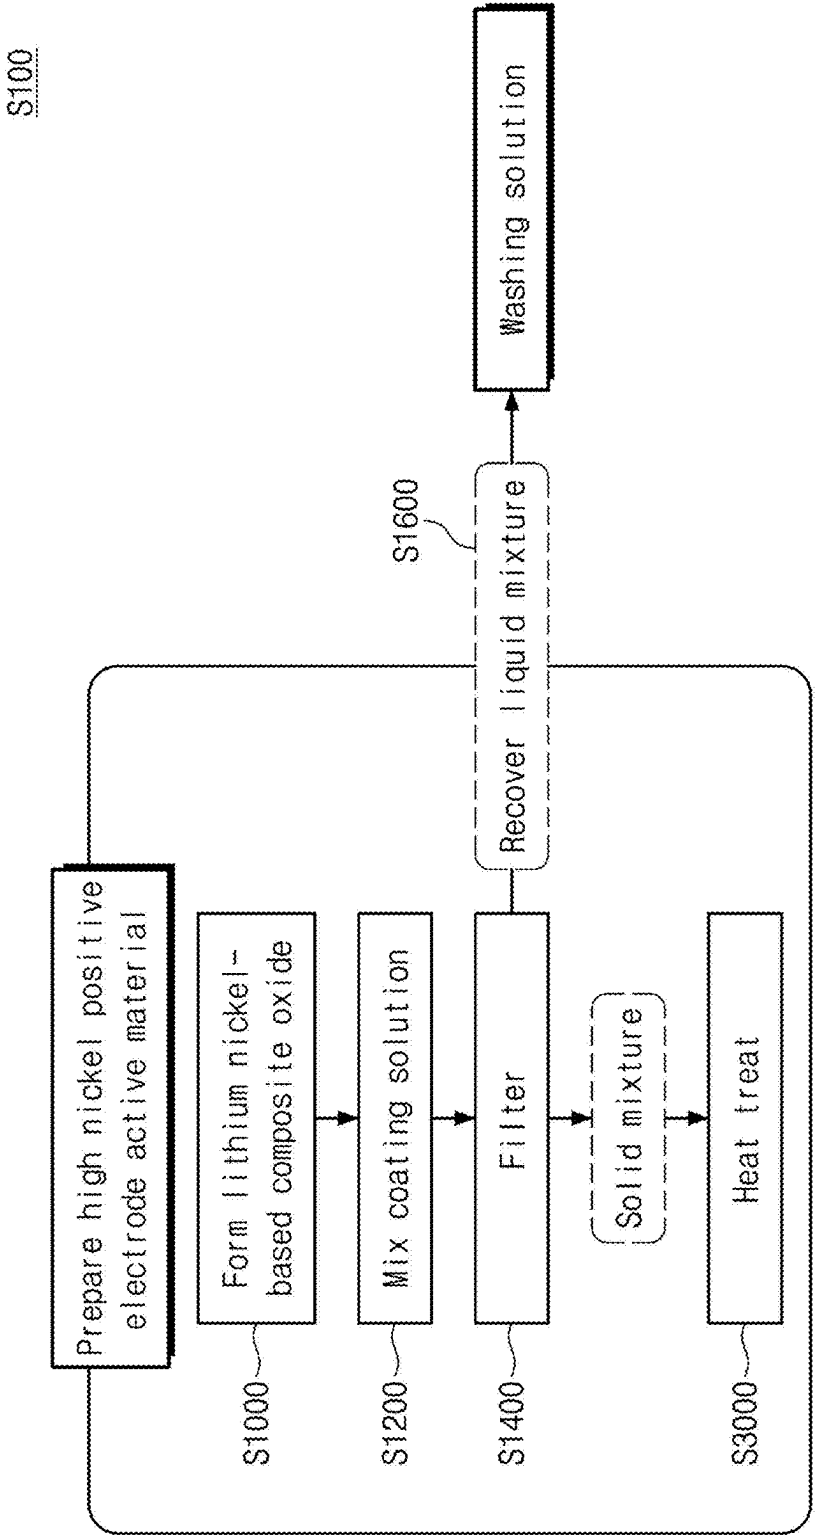 S100
Prepare high nickel positive
electrode active material
S1000
Form lithium nickel-
based composite oxide
S1200
Mix coating solution
S1400
Filter
S1600
Recover liquid mixture
Washing solution
Solid mixture
S3000
Heat treat